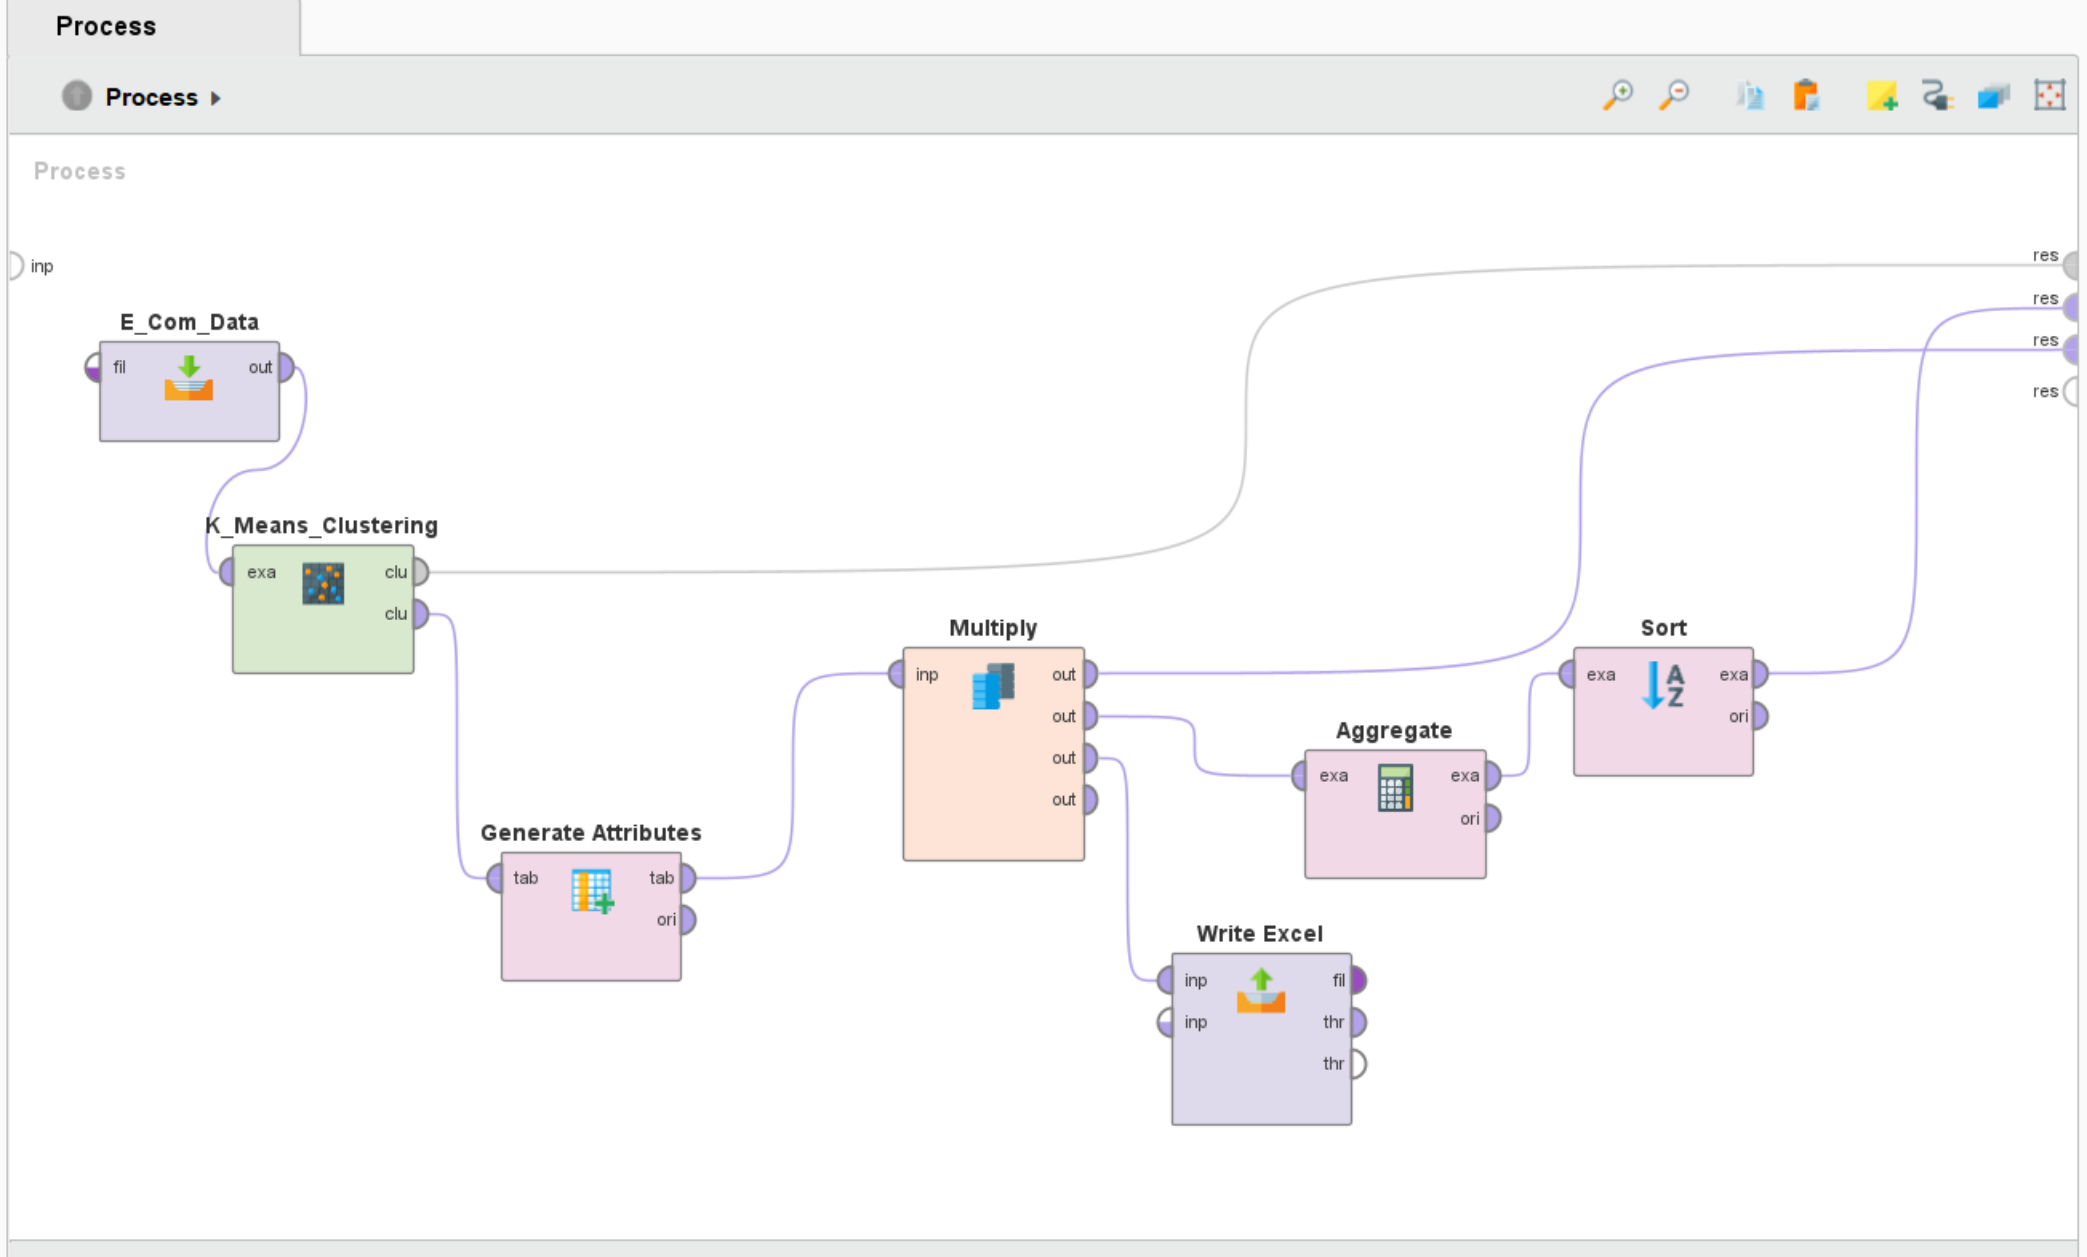 Process
Process
Process
inp
res
res
res
res
E_Com_Data
fil out
K_Means_Clustering
exa clu
clu
Generate Attributes
tab tab
ori
Multiply
inp out
out
out
out
Aggregate
exa exa
ori
Sort
A
Z
exa exa
ori
Write Excel
inp fil
inp thr
thr